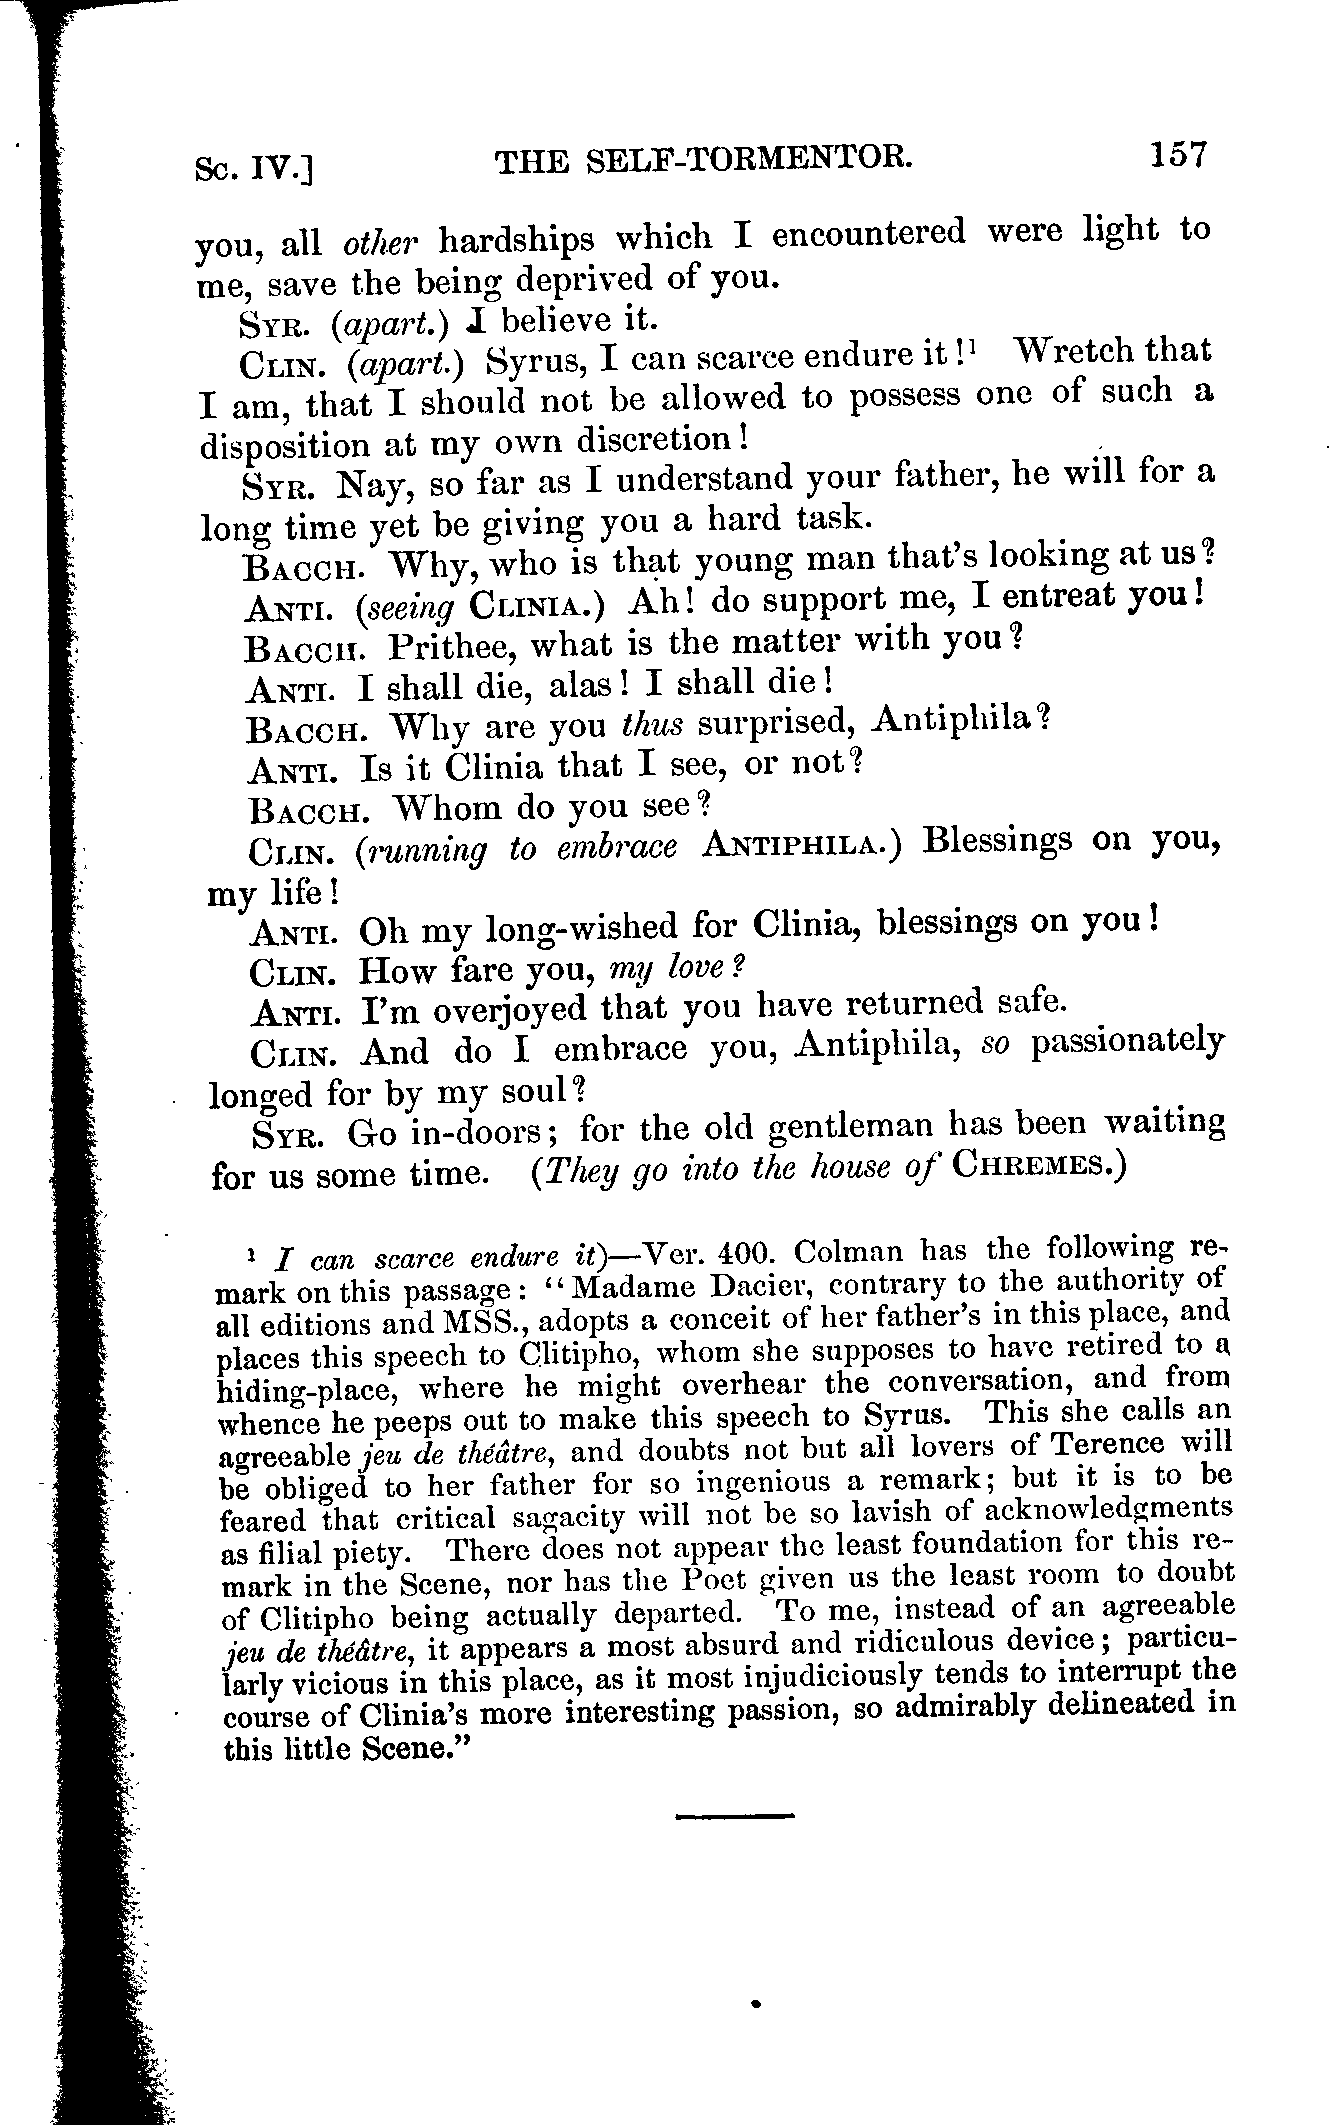 Sc. IV.] THE SELF-TORMENTOR. 157
you, all other hardships which I encountered were light to
me, save the being deprived of you.
SYR. (apart.) I believe it.
CLIN. (apart.) Syrus, I can scarce endure it!¹ Wretch that
I am, that I should not be allowed to possess one of such a
disposition at my own discretion!
SYR. Nay, so far as I understand your father, he will for a
long time yet be giving you a hard task.
BACCH. Why, who is that young man that's looking at us?
ANTI. (seeing CLINIA.) Ah! do support me, I entreat you!
BACCH. Prithee, what is the matter with you?
ANTI. I shall die, alas! I shall die!
BACCH. Why are you thus surprised, Antiphila?
ANTI. Is it Clinia that I see, or not?
BACCH. Whom do you see?
CLIN. (running to embrace ANTIPHILA.) Blessings on you,
my life!
ANTI. Oh my long-wished for Clinia, blessings on you!
CLIN. How fare you, my love?
ANTI. I'm overjoyed that you have returned safe.
CLIN. And do I embrace you, Antiphila, so passionately
longed for by my soul?
SYR. Go in-doors; for the old gentleman has been waiting
for us some time. (They go into the house of CHREMES.)
¹ I can scarce endure it)—Ver. 400. Colman has the following re-
mark on this passage: "Madame Dacier, contrary to the authority of
all editions and MSS., adopts a conceit of her father's in this place, and
places this speech to Clitipho, whom she supposes to have retired to a
hiding-place, where he might overhear the conversation, and from
whence he peeps out to make this speech to Syrus. This she calls an
agreeable jeu de théâtre, and doubts not but all lovers of Terence will
be obliged to her father for so ingenious a remark; but it is to be
feared that critical sagacity will not be so lavish of acknowledgments
as filial piety. There does not appear the least foundation for this re-
mark in the Scene, nor has the Poet given us the least room to doubt
of Clitipho being actually departed. To me, instead of an agreeable
jeu de théâtre, it appears a most absurd and ridiculous device; particu-
larly vicious in this place, as it most injudiciously tends to interrupt the
course of Clinia's more interesting passion, so admirably delineated in
this little Scene."